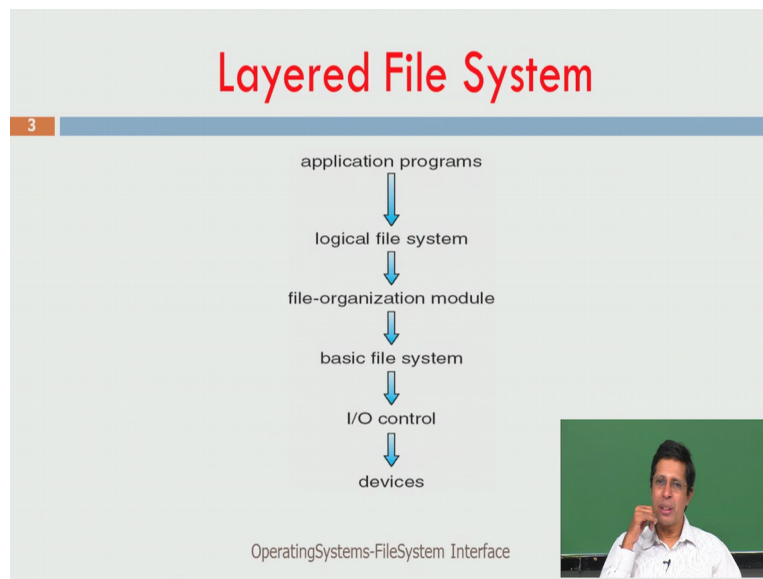 Layered File System
3
application programs
logical file system
file-organization module
basic file system
I/O control
devices
OperatingSystems-FileSystem Interface